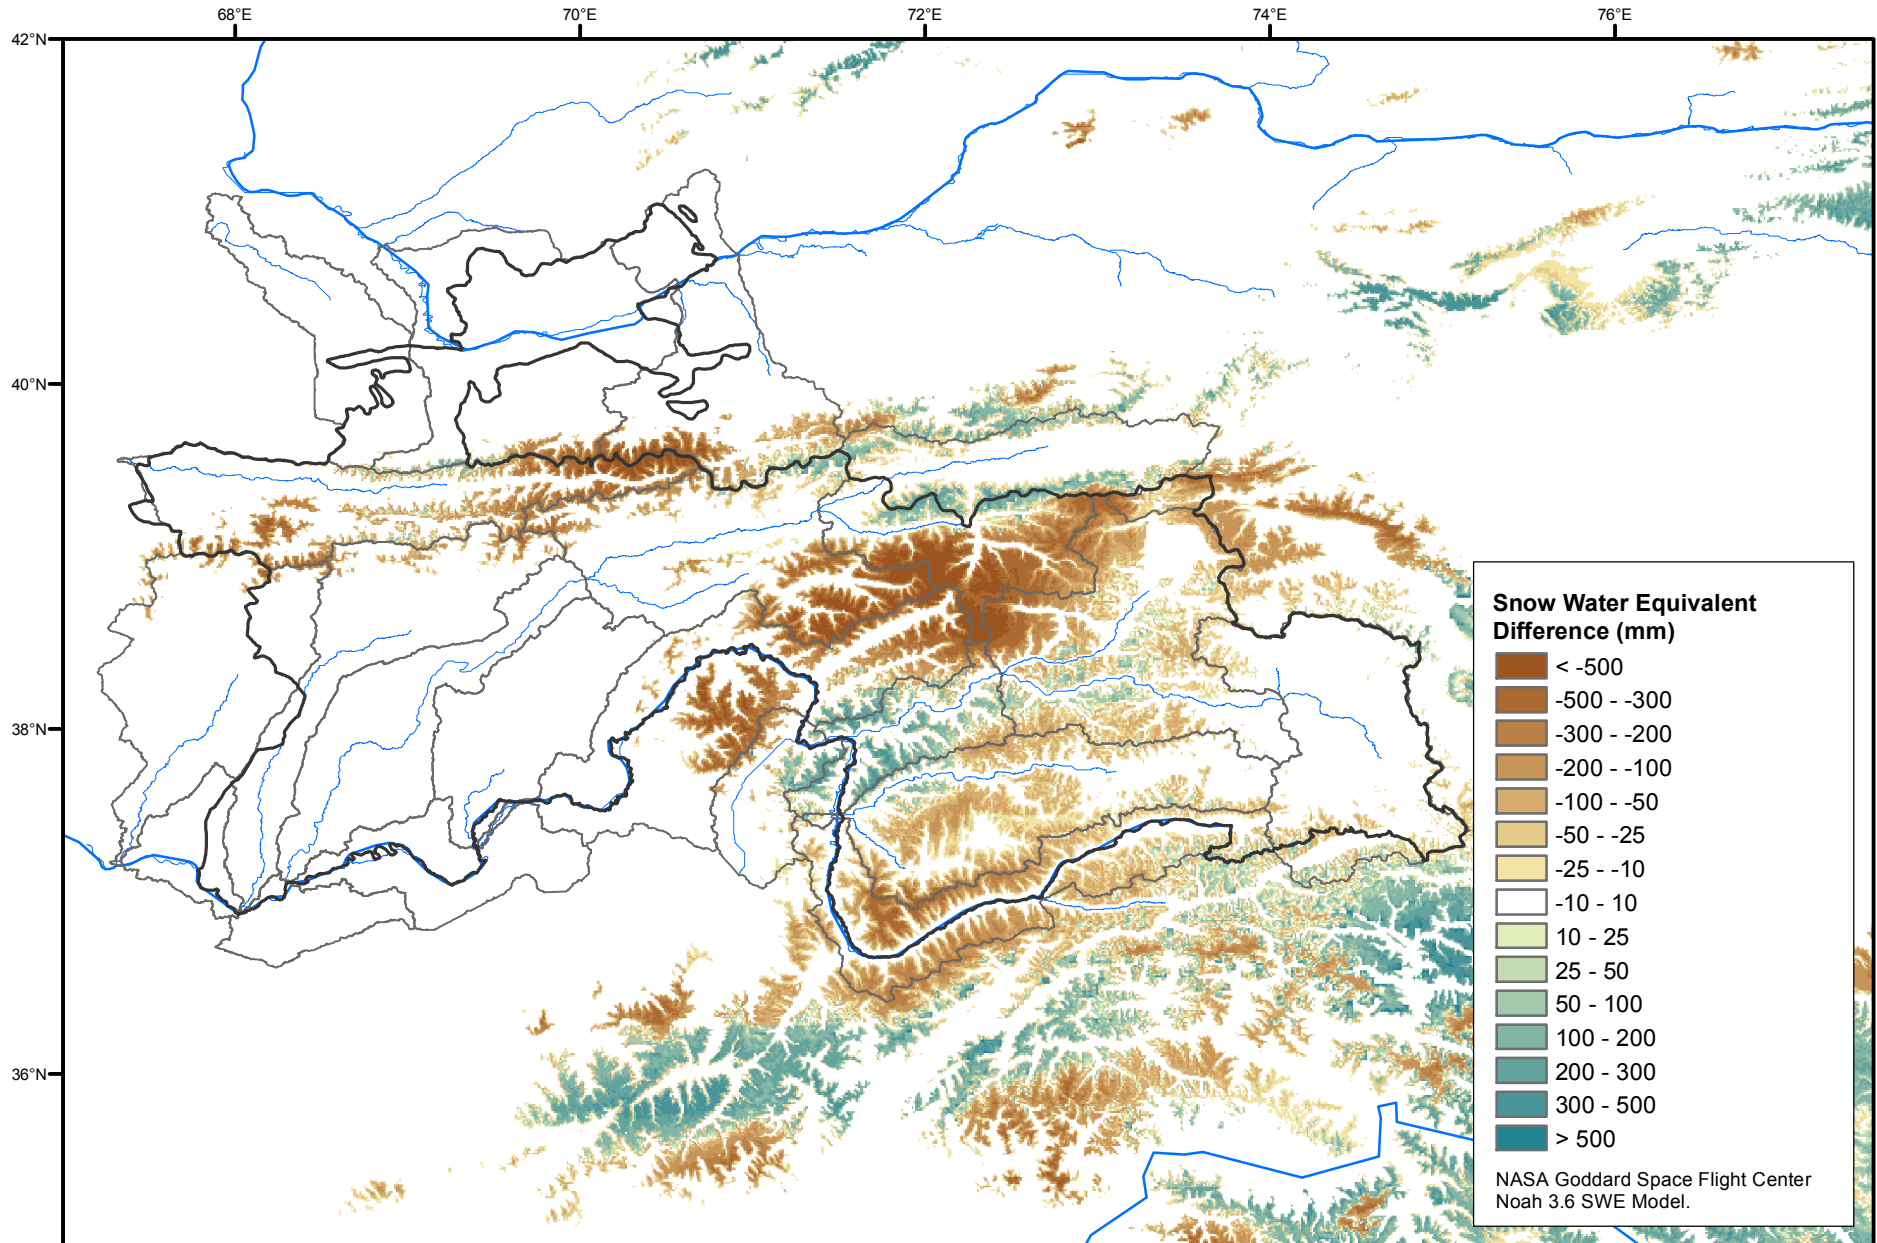 68°E 70°E 72°E 74°E 76°E
42°N
40°N
38°N
36°N
Snow Water Equivalent
Difference (mm)
< -500
-500 - -300
-300 - -200
-200 - -100
-100 - -50
-50 - -25
-25 - -10
-10 - 10
10 - 25
25 - 50
50 - 100
100 - 200
200 - 300
300 - 500
> 500
NASA Goddard Space Flight Center
Noah 3.6 SWE Model.